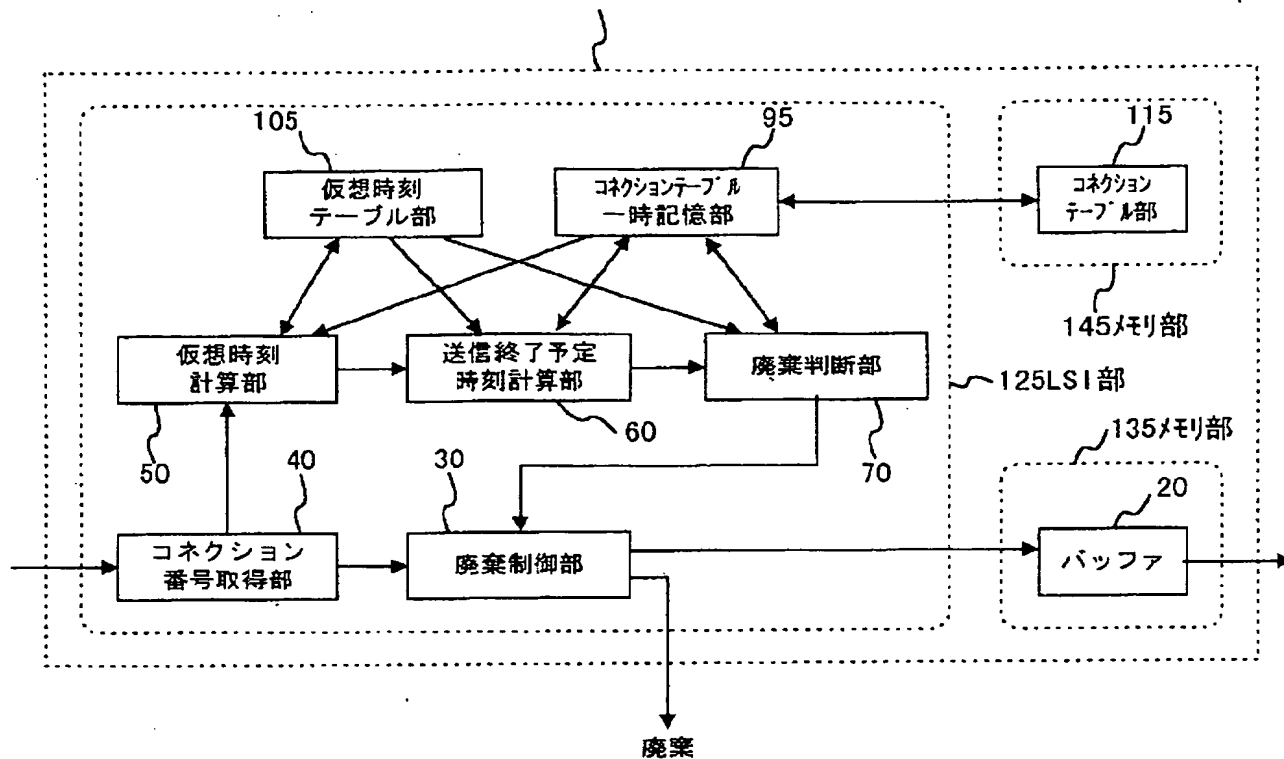 105
95
115
仮想時刻
テーブル部
コネクションテーブル
一時記憶部
コネクション
テーブル部
145メモリ部
仮想時刻
計算部
送信終了予定
時刻計算部
廃棄判断部
125LSI部
50
40
30
60
70
135メモリ部
20
コネクション
番号取得部
廃棄制御部
バッファ
廃棄